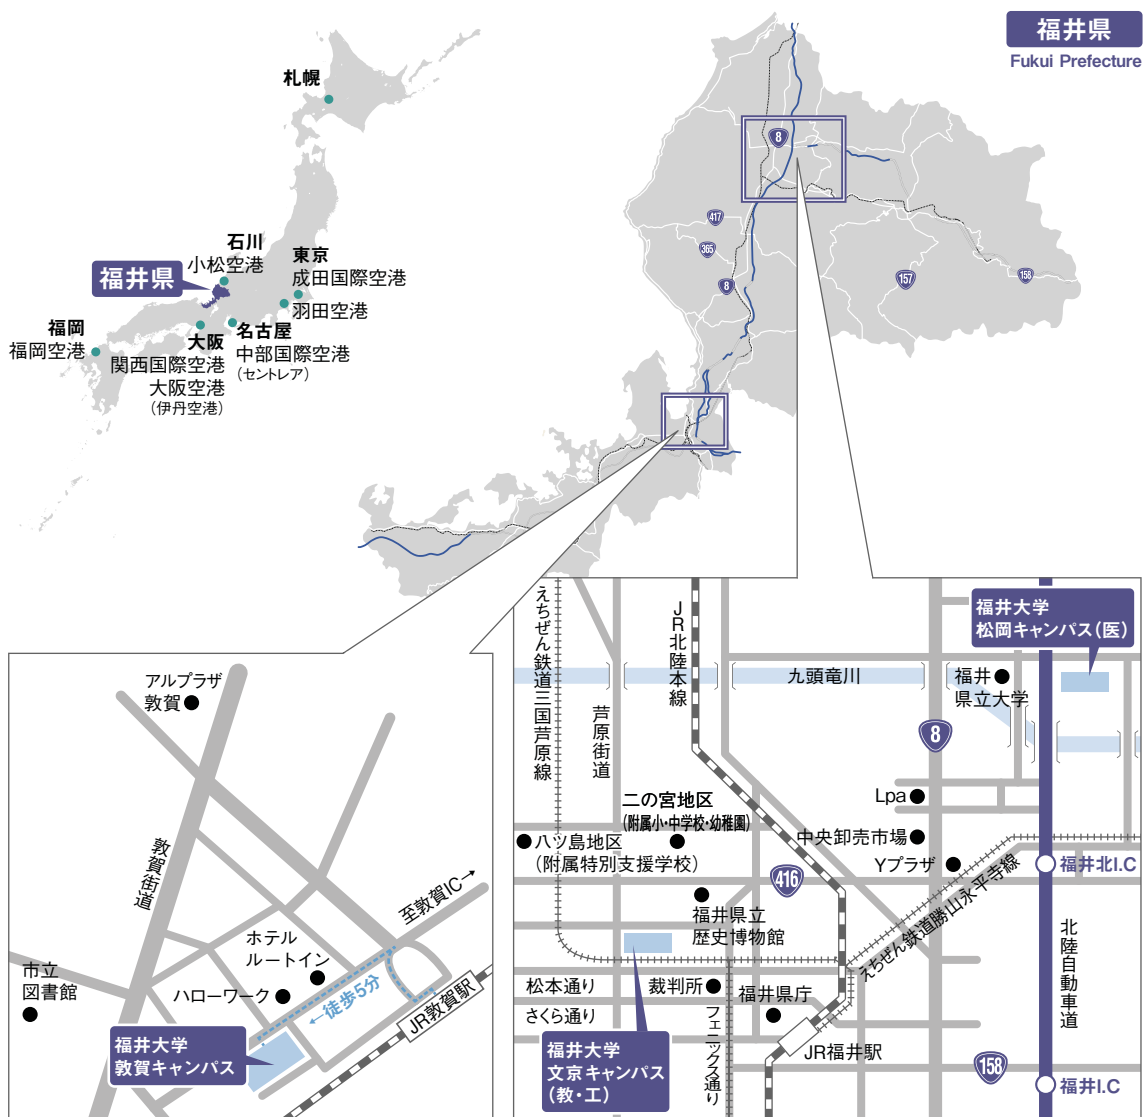 福井県
Fukui Prefecture
札幌
石川
小松空港
福井県
東京
成田国際空港
羽田空港
福岡
福岡空港
大阪
関西国際空港
大阪空港
（伊丹空港）
名古屋
中部国際空港
（セントレア）
8
417
365
8
157
158
アルプラザ
敦賀
敦賀街道
至敦賀IC→
ホテル
ルートイン
ハローワーク
←徒歩5分
JR敦賀駅
市立
図書館
福井大学
敦賀キャンパス
えちぜん鉄道三国芦原線
芦原街道
JR北陸本線
九頭竜川
福井
県立大学
福井大学
松岡キャンパス（医）
8
二の宮地区
（附属小・中学校・幼稚園）
八ツ島地区
（附属特別支援学校）
Lpa
中央卸売市場
Yプラザ
416
福井北I.C
えちぜん鉄道勝山永平寺線
福井県立
歴史博物館
北陸自動車道
松本通り
さくら通り
裁判所
福井県庁
フェニックス通り
JR福井駅
158
福井I.C
福井大学
文京キャンパス
（教・工）